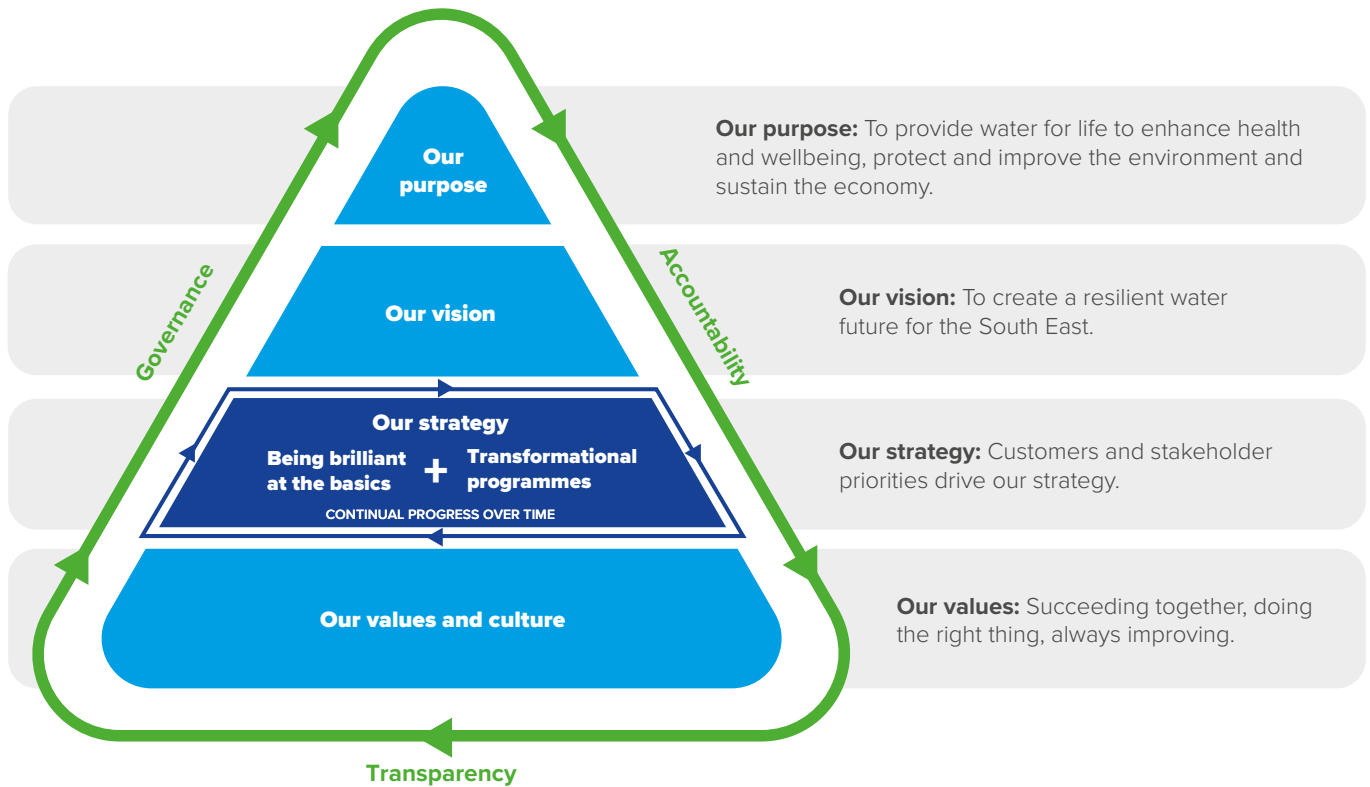 Our
purpose
Our purpose: To provide water for life to enhance health
and wellbeing, protect and improve the environment and
sustain the economy.
Governance
Accountability
Our vision
Our vision: To create a resilient water
future for the South East.
Our strategy
Being brilliant
at the basics
+
Transformational
programmes
CONTINUAL PROGRESS OVER TIME
Our strategy: Customers and stakeholder
priorities drive our strategy.
Our values and culture
Our values: Succeeding together, doing
the right thing, always improving.
Transparency